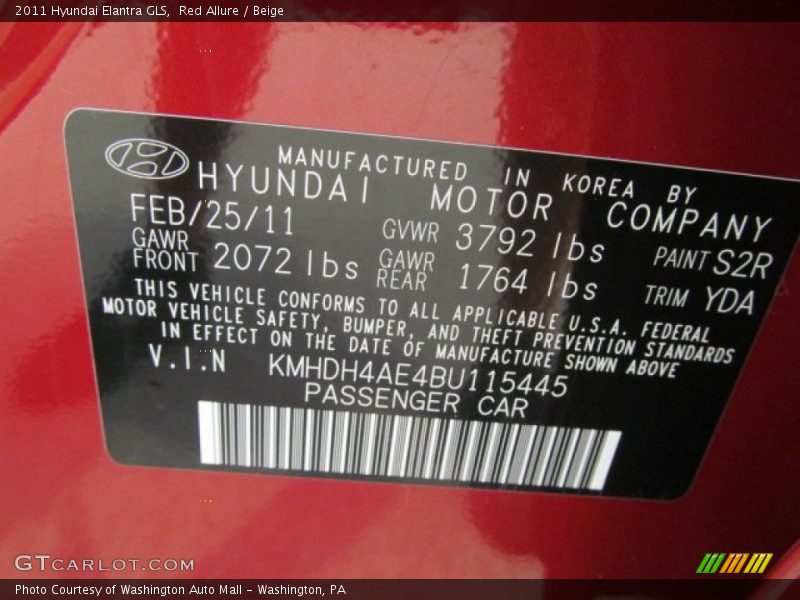 2011 Hyundai Elantra GLS,  Red Allure / Beige
MANUFACTURED IN KOREA BY
HYUNDAI MOTOR COMPANY
FEB/25/11 GVWR 3792 lbs PAINT S2R
GAWR FRONT 2072 lbs GAWR REAR 1764 lbs TRIM YDA
THIS VEHICLE CONFORMS TO ALL APPLICABLE U.S.A. FEDERAL
MOTOR VEHICLE SAFETY, BUMPER, AND THEFT PREVENTION STANDARDS
IN EFFECT ON THE DATE OF MANUFACTURE SHOWN ABOVE
V.I.N KMHDH4AE4BU115445
PASSENGER CAR
GTCARLOT.COM
Photo Courtesy of Washington Auto Mall - Washington, PA